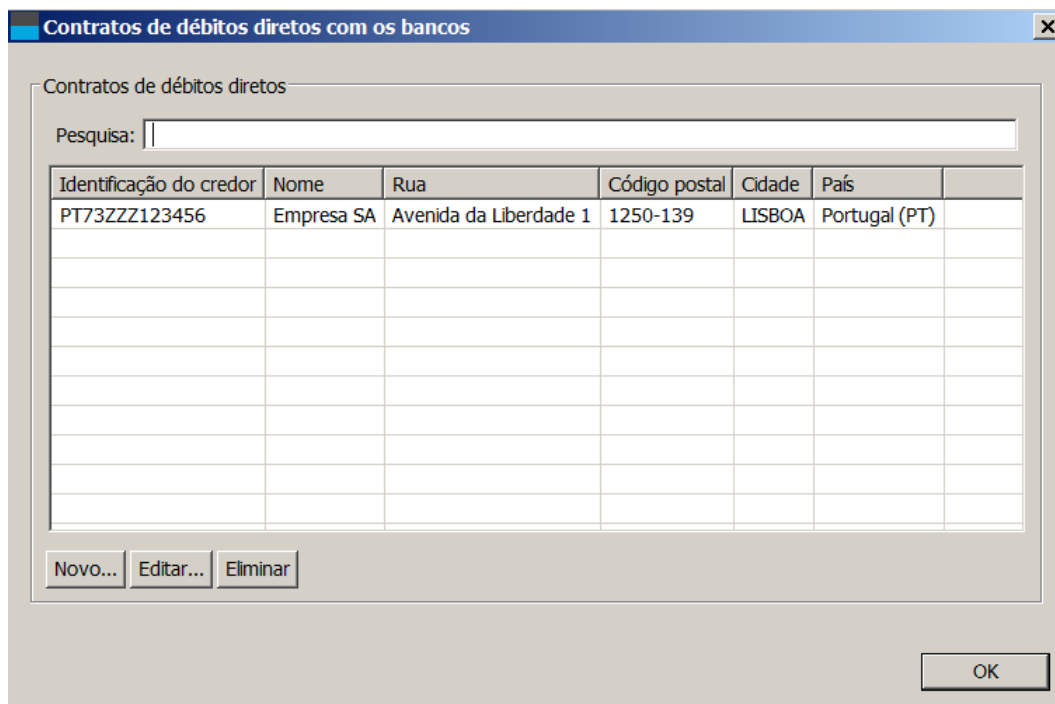 Contratos de débitos diretos com os bancos
Contratos de débitos diretos
Pesquisa:
Identificação do credor Nome Rua Código postal Cidade País
PT73ZZZ123456 Empresa SA Avenida da Liberdade 1 1250-139 LISBOA Portugal (PT)
Novo... Editar... Eliminar
OK